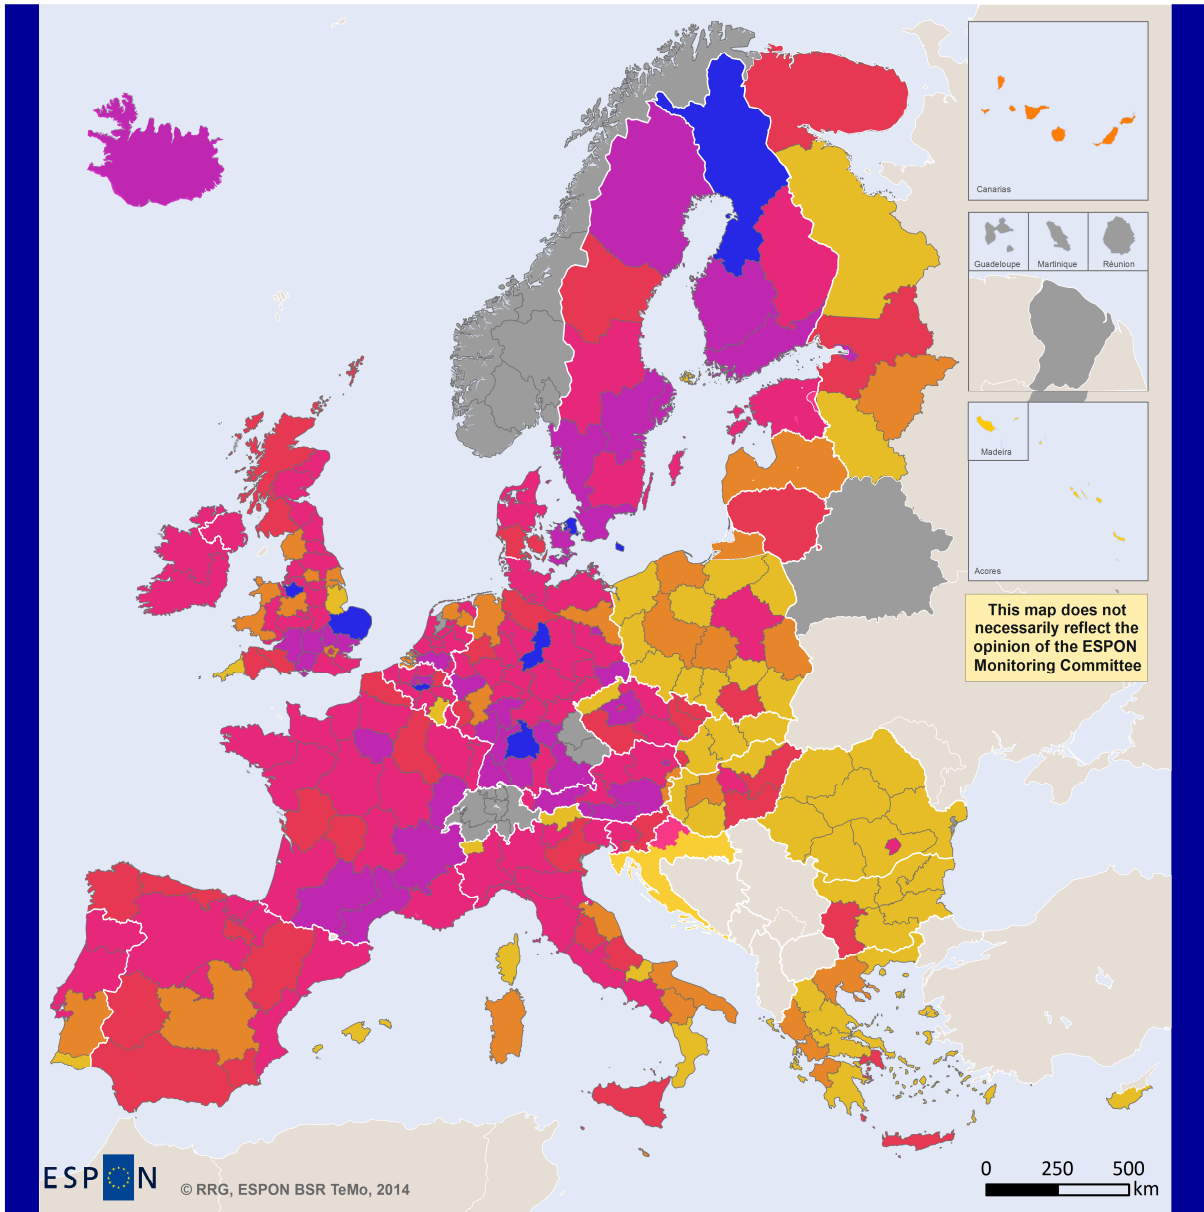 Canarias
Guadeloupe
Martinique
Réunion
Madeira
Acores
This map does not
necessarily reflect the
opinion of the ESPON
Monitoring Committee
ESPON
© RRG, ESPON BSR TeMo, 2014
0 250 500
km